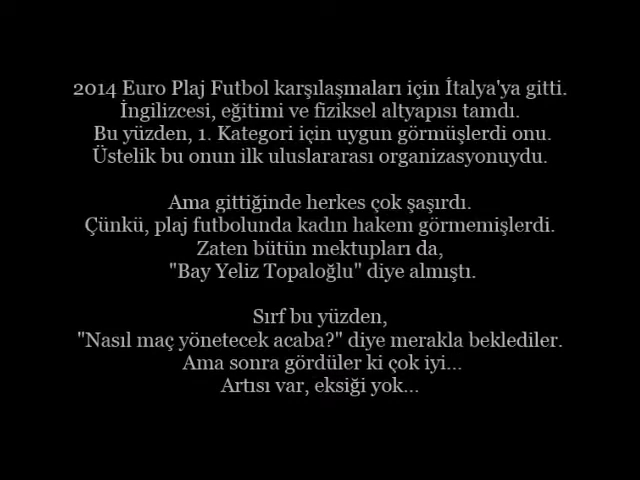 2014 Euro Plaj Futbol karşılaşmaları için İtalya'ya gitti.
İngilizcesi, eğitimi ve fiziksel altyapısı tamdı.
Bu yüzden, 1. Kategori için uygun görmüşlerdi onu.
Üstelik bu onun ilk uluslararası organizasyonuydu.
Ama gittiğinde herkes çok şaşırdı.
Çünkü, plaj futbolunda kadın hakem görmemişlerdi.
Zaten bütün mektupları da,
"Bay Yeliz Topaloğlu" diye almıştı.
Sırf bu yüzden,
"Nasıl maç yönetecek acaba?" diye merakla beklediler.
Ama sonra gördüler ki çok iyi...
Artısı var, eksiği yok...